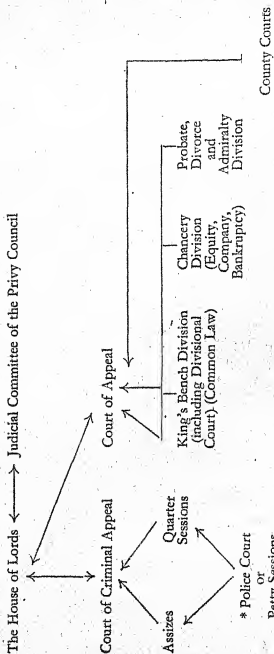 The House of Lords
Judicial Committee of the Privy Council
Court of Criminal Appeal
Court of Appeal
Assizes
Quarter
Sessions
King's Bench Division
(including Divisional
Court) (Common Law)
Chancery
Division
(Equity,
Company,
Bankruptcy)
Probate,
Divorce
and
Admiralty
Division
* Police Court
or
Petty Sessions
County Courts